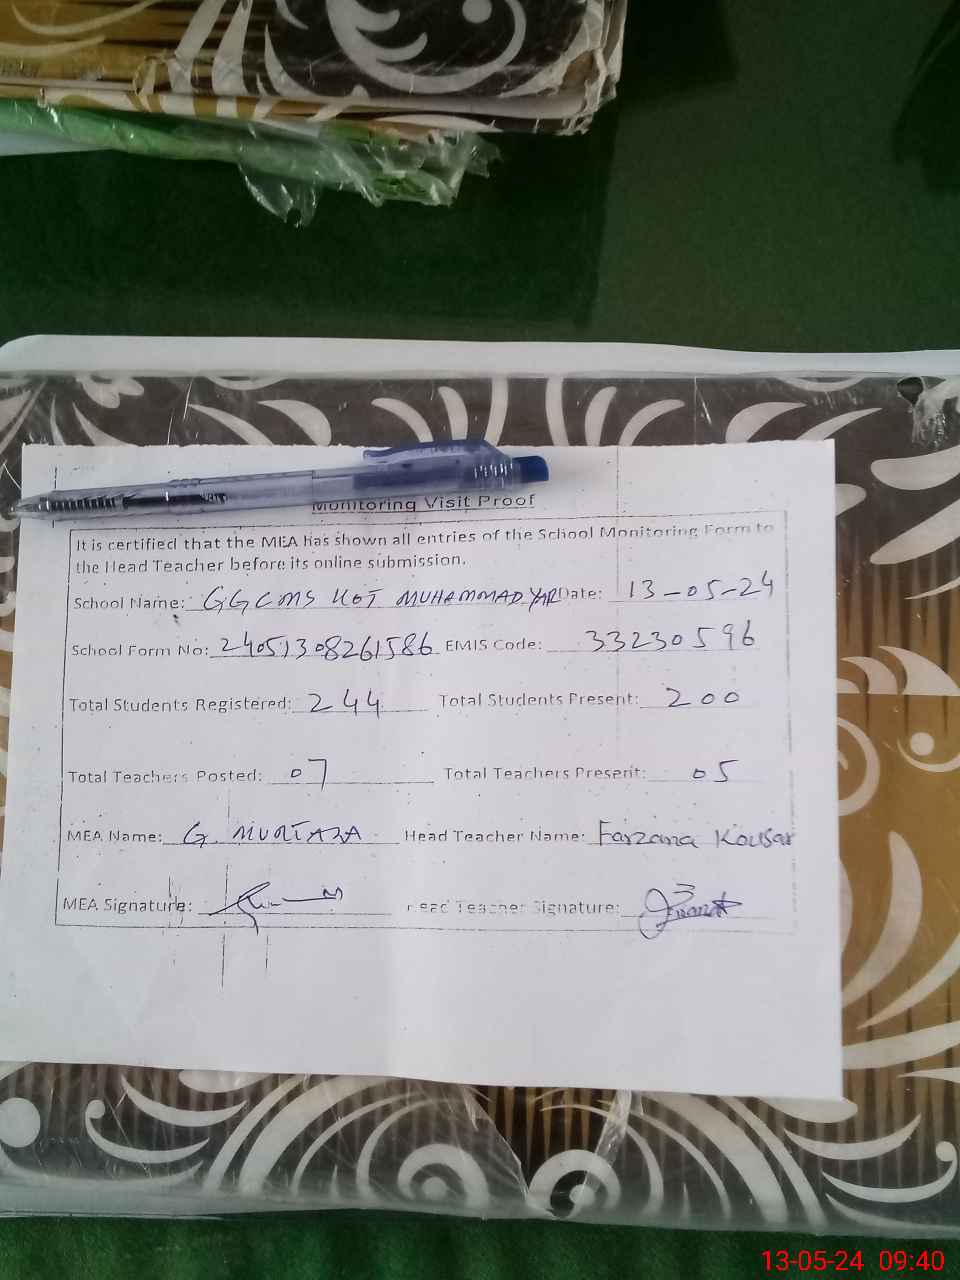 Monitoring Visit Proof
It is certified that the MEA has shown all entries of the School Monitoring Form to
the Head Teacher before its online submission.
School Name: GGCMS KOT MUHAMMAD YAR Date: 13-05-24
School Form No: 24051308261586 EMIS Code: 33230596
Total Students Registered: 244 Total Students Present: 200
Total Teachers Posted: 07 Total Teachers Present: 05
MEA Name: G. MURTAZA Head Teacher Name: Farzana Kousar
MEA Signature: Head Teacher Signature:
13-05-24 09:40